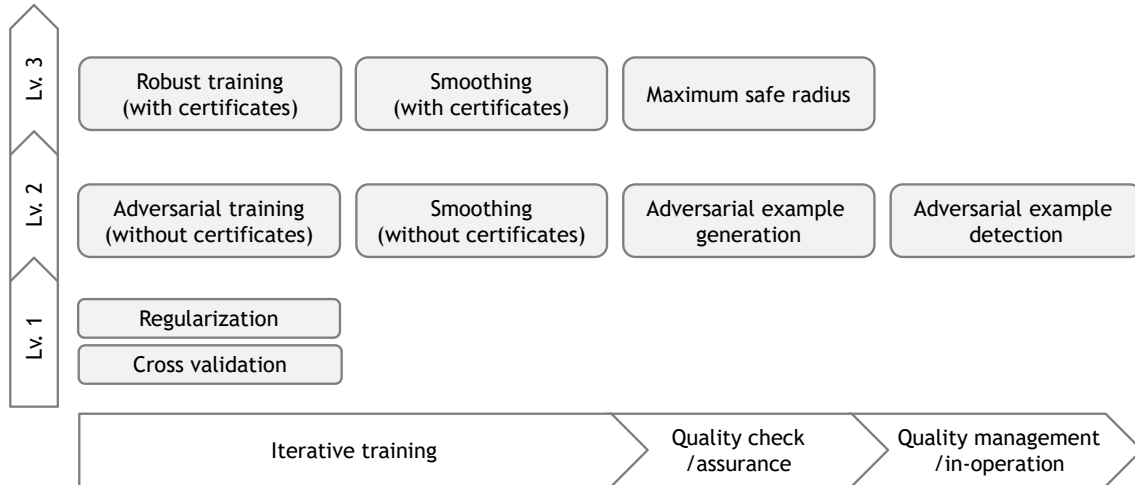 Lv. 3
Robust training
(with certificates)
Smoothing
(with certificates)
Maximum safe radius
Lv. 2
Adversarial training
(without certificates)
Smoothing
(without certificates)
Adversarial example
generation
Adversarial example
detection
Lv. 1
Regularization
Cross validation
Iterative training
Quality check
/assurance
Quality management
/in-operation